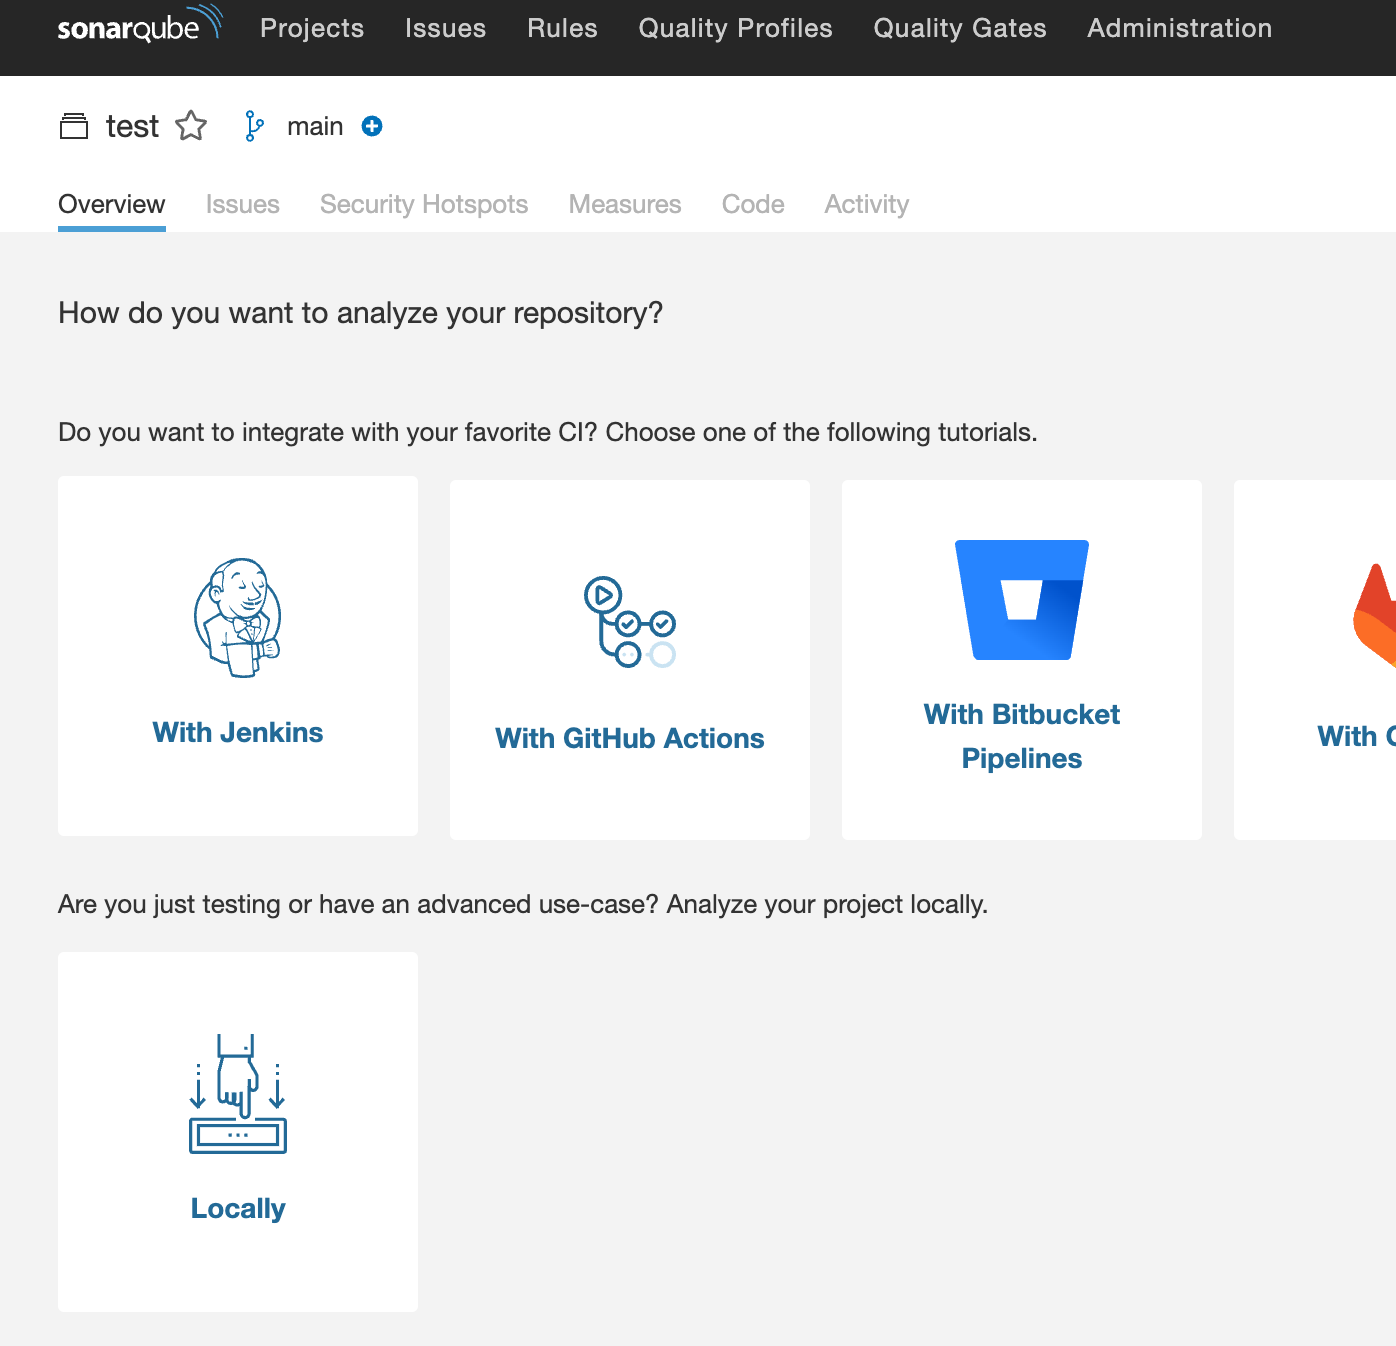 sonarqube Projects Issues Rules Quality Profiles Quality Gates Administration
test main
Overview Issues Security Hotspots Measures Code Activity
How do you want to analyze your repository?
Do you want to integrate with your favorite CI? Choose one of the following tutorials.
With Jenkins
With GitHub Actions
With Bitbucket
Pipelines
With
Are you just testing or have an advanced use-case? Analyze your project locally.
Locally